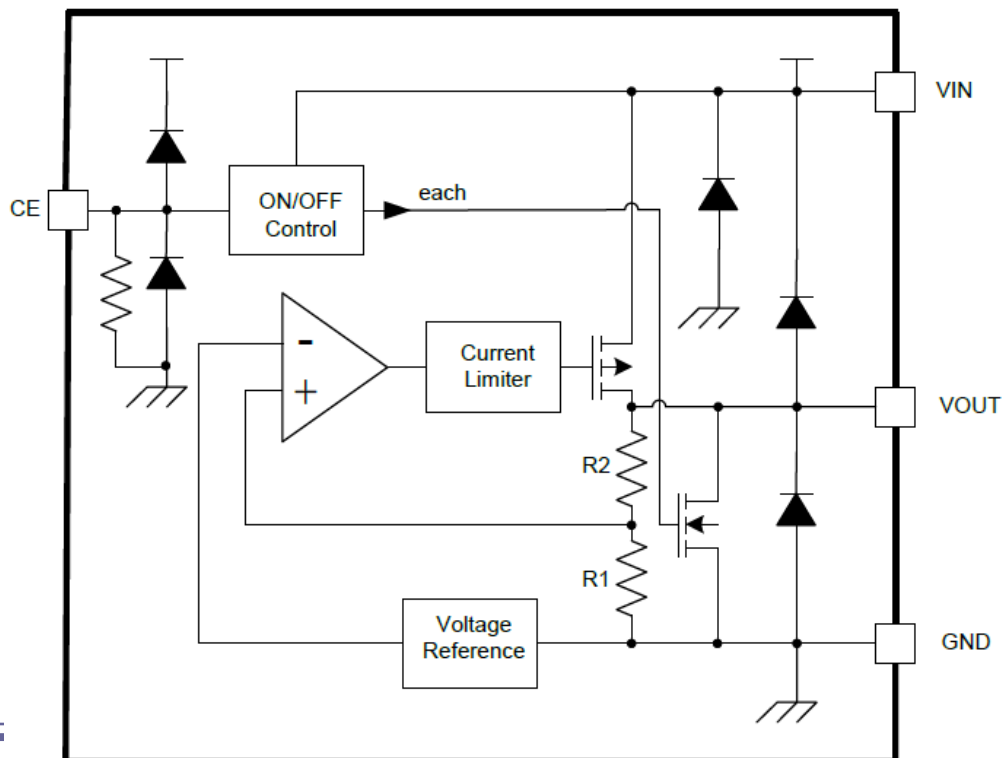 VIN
each
CE
ON/OFF
Control
-
+
Current
Limiter
VOUT
R2
R1
Voltage
Reference
GND